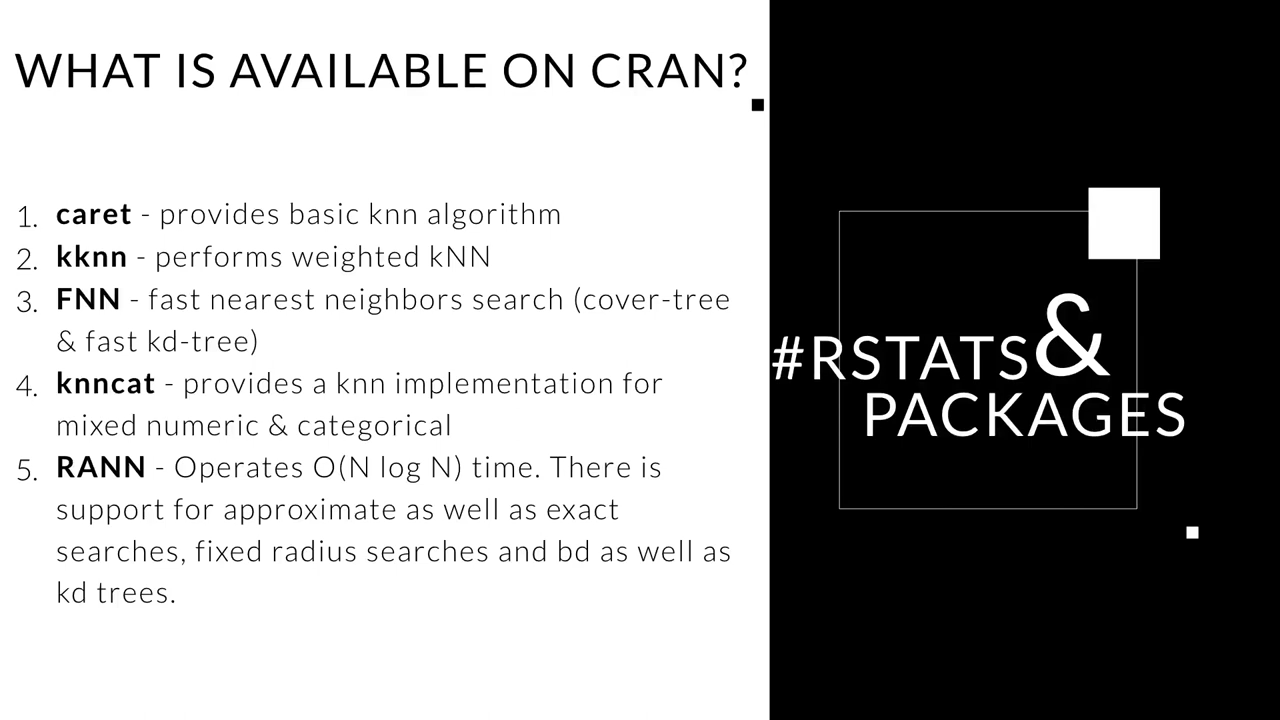 WHAT IS AVAILABLE ON CRAN?
1. caret - provides basic knn algorithm
2. kknn - performs weighted kNN
3. FNN - fast nearest neighbors search (cover-tree
& fast kd-tree)
4. knncat - provides a knn implementation for
mixed numeric & categorical
5. RANN - Operates O(N log N) time. There is
support for approximate as well as exact
searches, fixed radius searches and bd as well as
kd trees.
#RSTATS&
PACKAGES